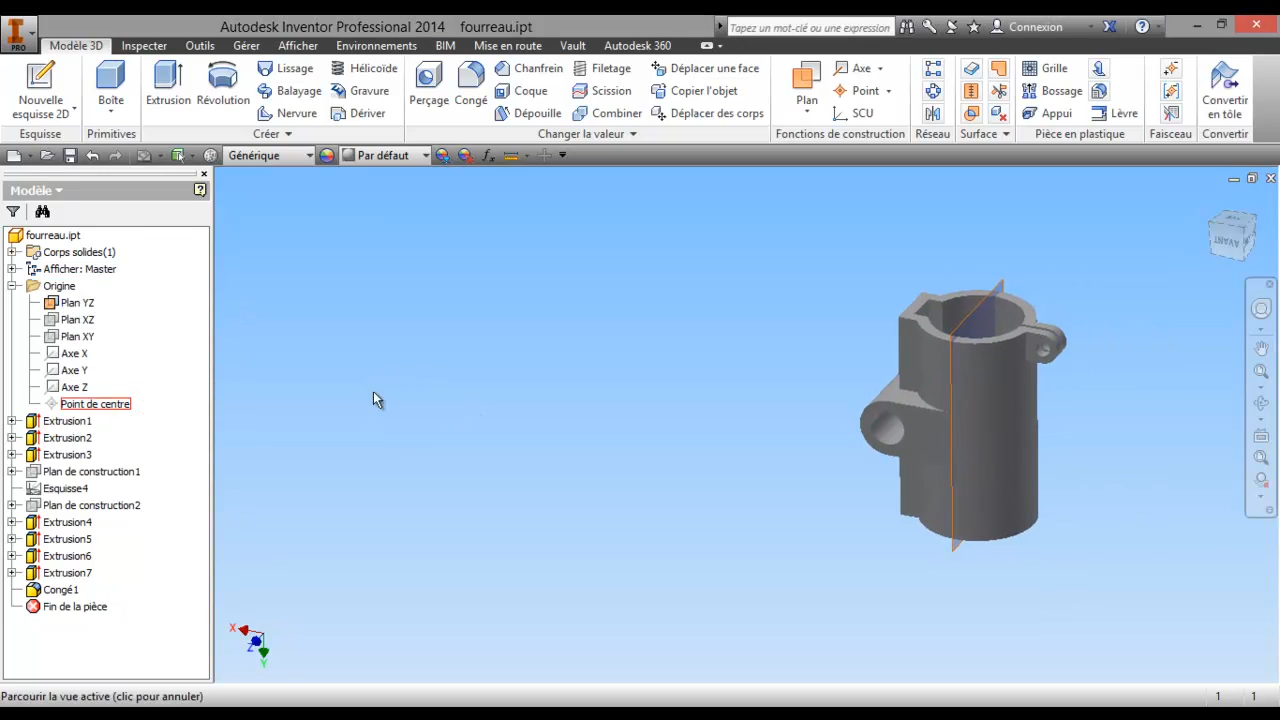 Autodesk Inventor Professional 2014 fourreau.ipt
Tapez un mot-clé ou une expression
Connexion
PRO
Modèle 3D Inspecter Outils Gérer Afficher Environnements BIM Mise en route Vault Autodesk 360
Nouvelle esquisse 2D
Boîte
Extrusion
Révolution
Lissage
Balayage
Nervure
Hélicoïde
Gravure
Dériver
Perçage
Congé
Chanfrein
Coque
Dépouille
Filetage
Scission
Combiner
Déplacer une face
Copier l'objet
Déplacer des corps
Plan
Axe
Point
SCU
Grille
Bossage
Appui
Lèvre
Convertir en tôle
Esquisse Primitives Créer Changer la valeur Fonctions de construction Réseau Surface Pièce en plastique Faisceau Convertir
Générique Par défaut
Modèle
fourreau.ipt
Corps solides(1)
Afficher: Master
Origine
Plan YZ
Plan XZ
Plan XY
Axe X
Axe Y
Axe Z
Point de centre
Extrusion1
Extrusion2
Extrusion3
Plan de construction1
Esquisse4
Plan de construction2
Extrusion4
Extrusion5
Extrusion6
Extrusion7
Congé1
Fin de la pièce
AVANT
X
Z
Y
Parcourir la vue active (clic pour annuler)
1 1